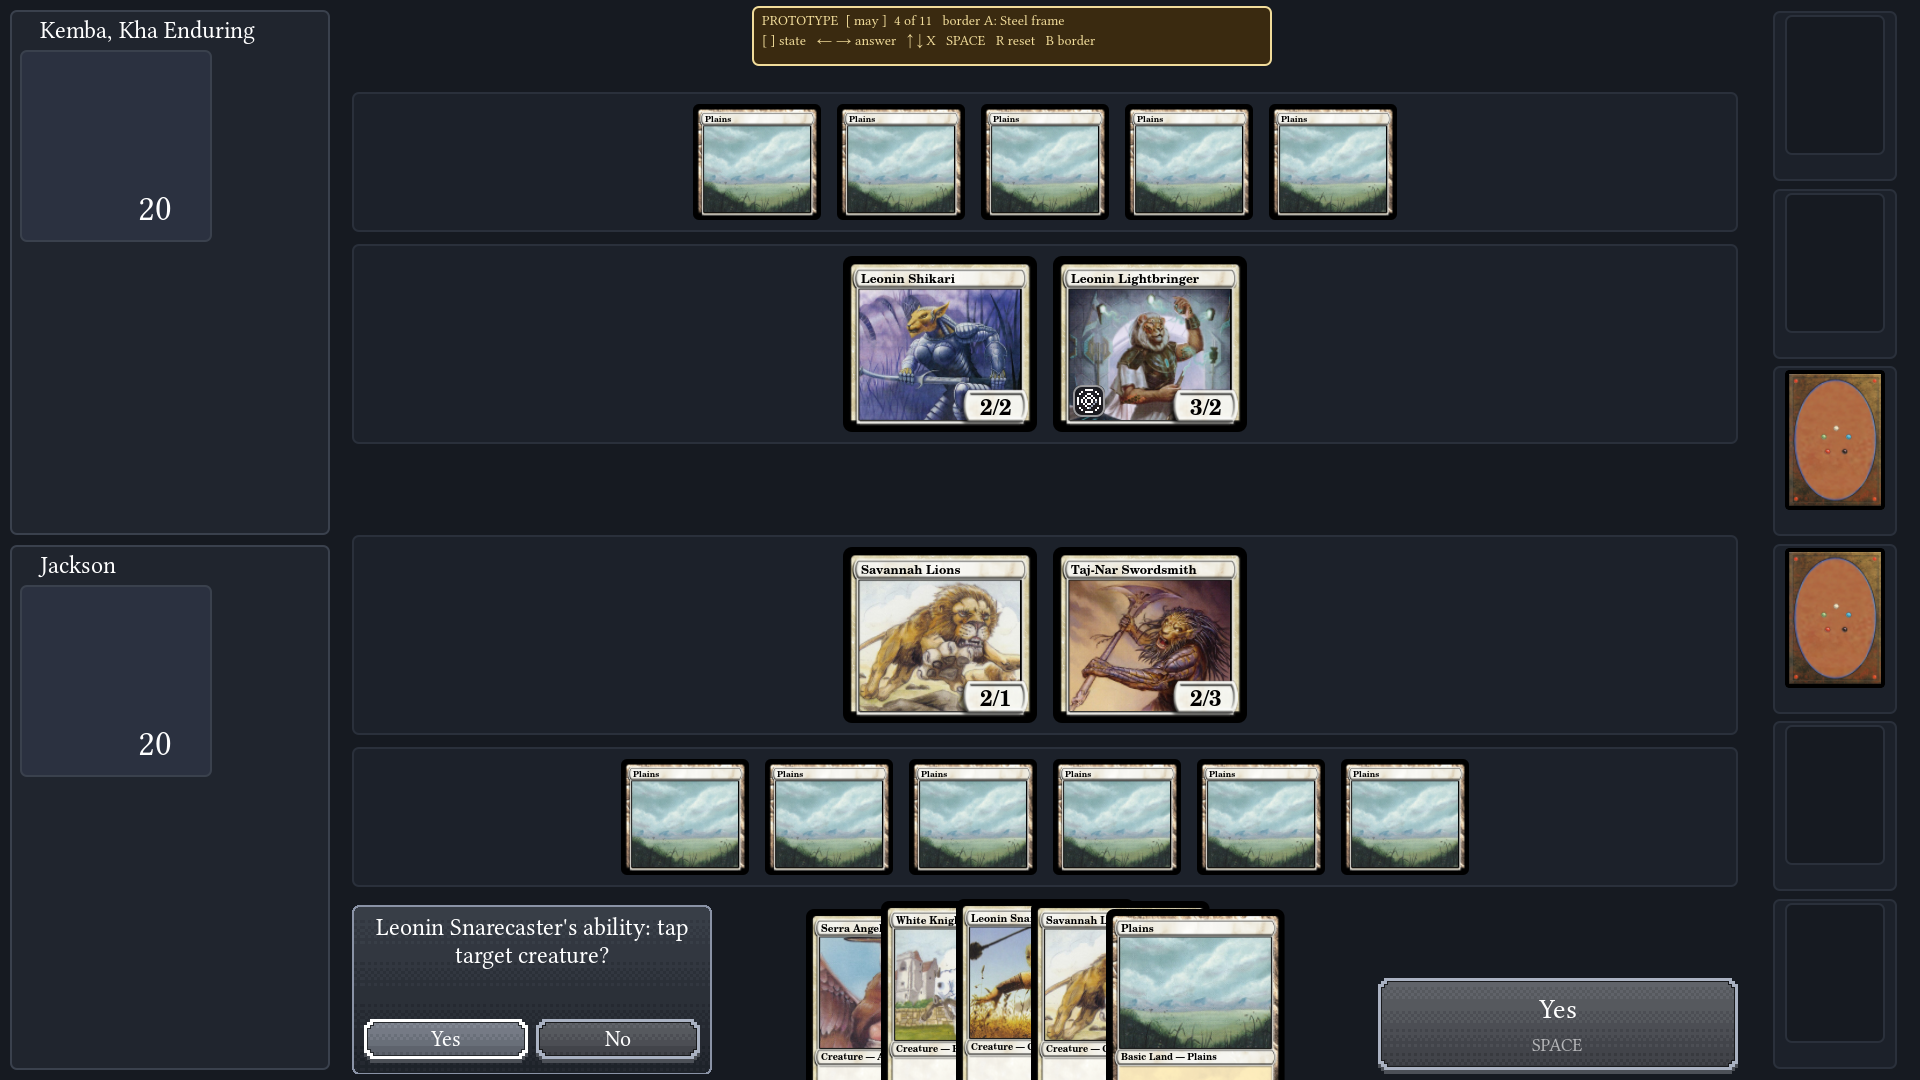 Kemba, Kha Enduring
20
PROTOTYPE [ may ] 4 of 11 border A: Steel frame
[ ] state ←→ answer ↑↓X SPACE R reset B border
Plains
Plains
Plains
Plains
Plains
Leonin Shikari
2/2
Leonin Lightbringer
3/2
Jackson
20
Savannah Lions
2/1
Taj-Nar Swordsmith
2/3
Plains
Plains
Plains
Plains
Plains
Plains
Leonin Snarecaster's ability: tap
target creature?
Yes
No
Serra Angel
Creature —
White Knig
Creature —
Leonin Sna
Creature —
Savannah L
Creature —
Plains
Basic Land — Plains
Yes
SPACE